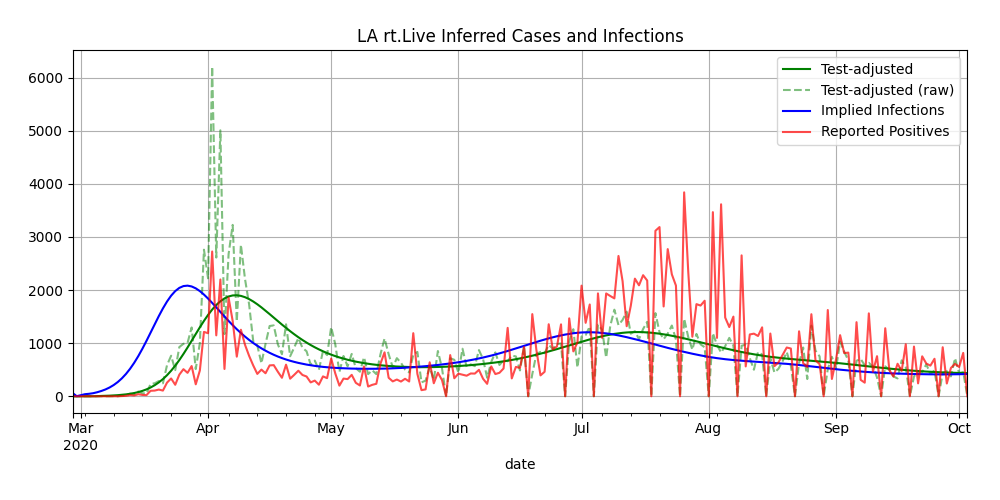 LA rt.Live Inferred Cases and Infections
Test-adjusted
Test-adjusted (raw)
Implied Infections
Reported Positives
6000
5000
4000
3000
2000
1000
0
Mar Apr May Jun Jul Aug Sep Oct
2020
date